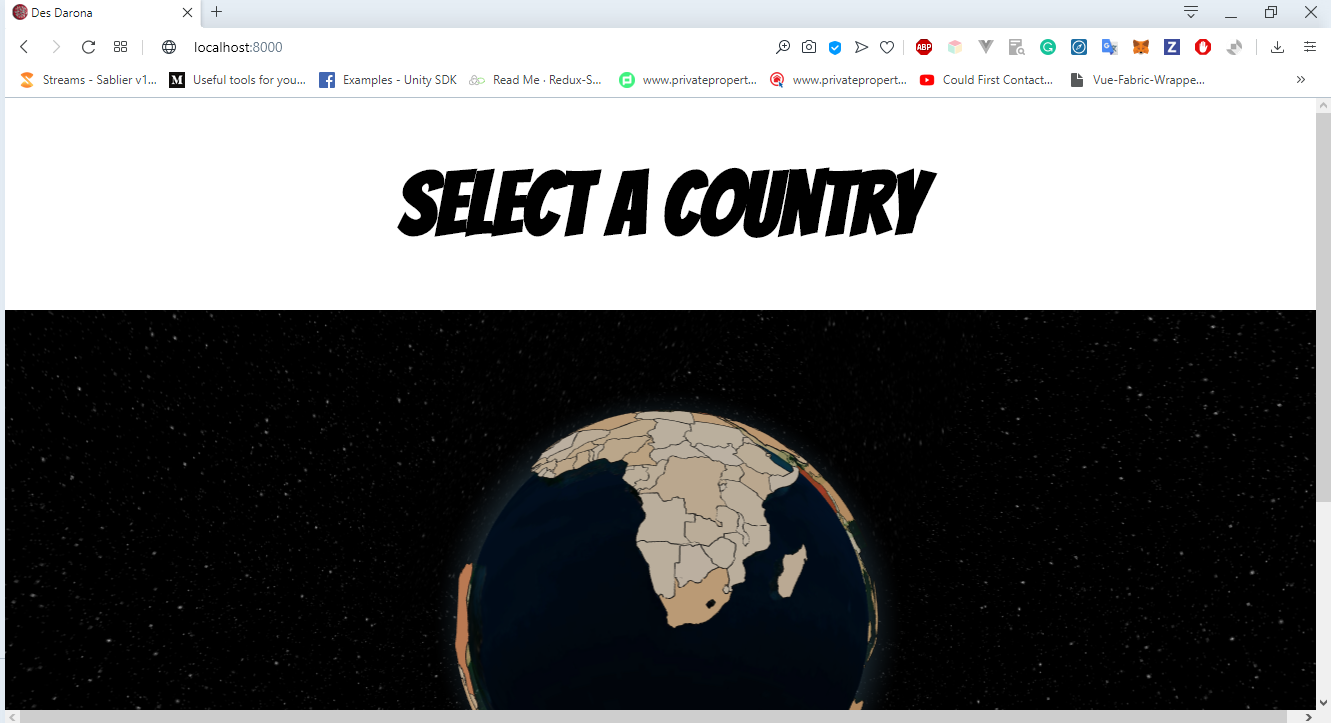 Des Darona
localhost:8000
ABP
Z
Streams - Sablier v1...
M
Useful tools for you...
Examples - Unity SDK
Read Me · Redux-S...
www.privatepropert...
www.privatepropert...
Could First Contact...
Vue-Fabric-Wrappe...
SELECT A COUNTRY